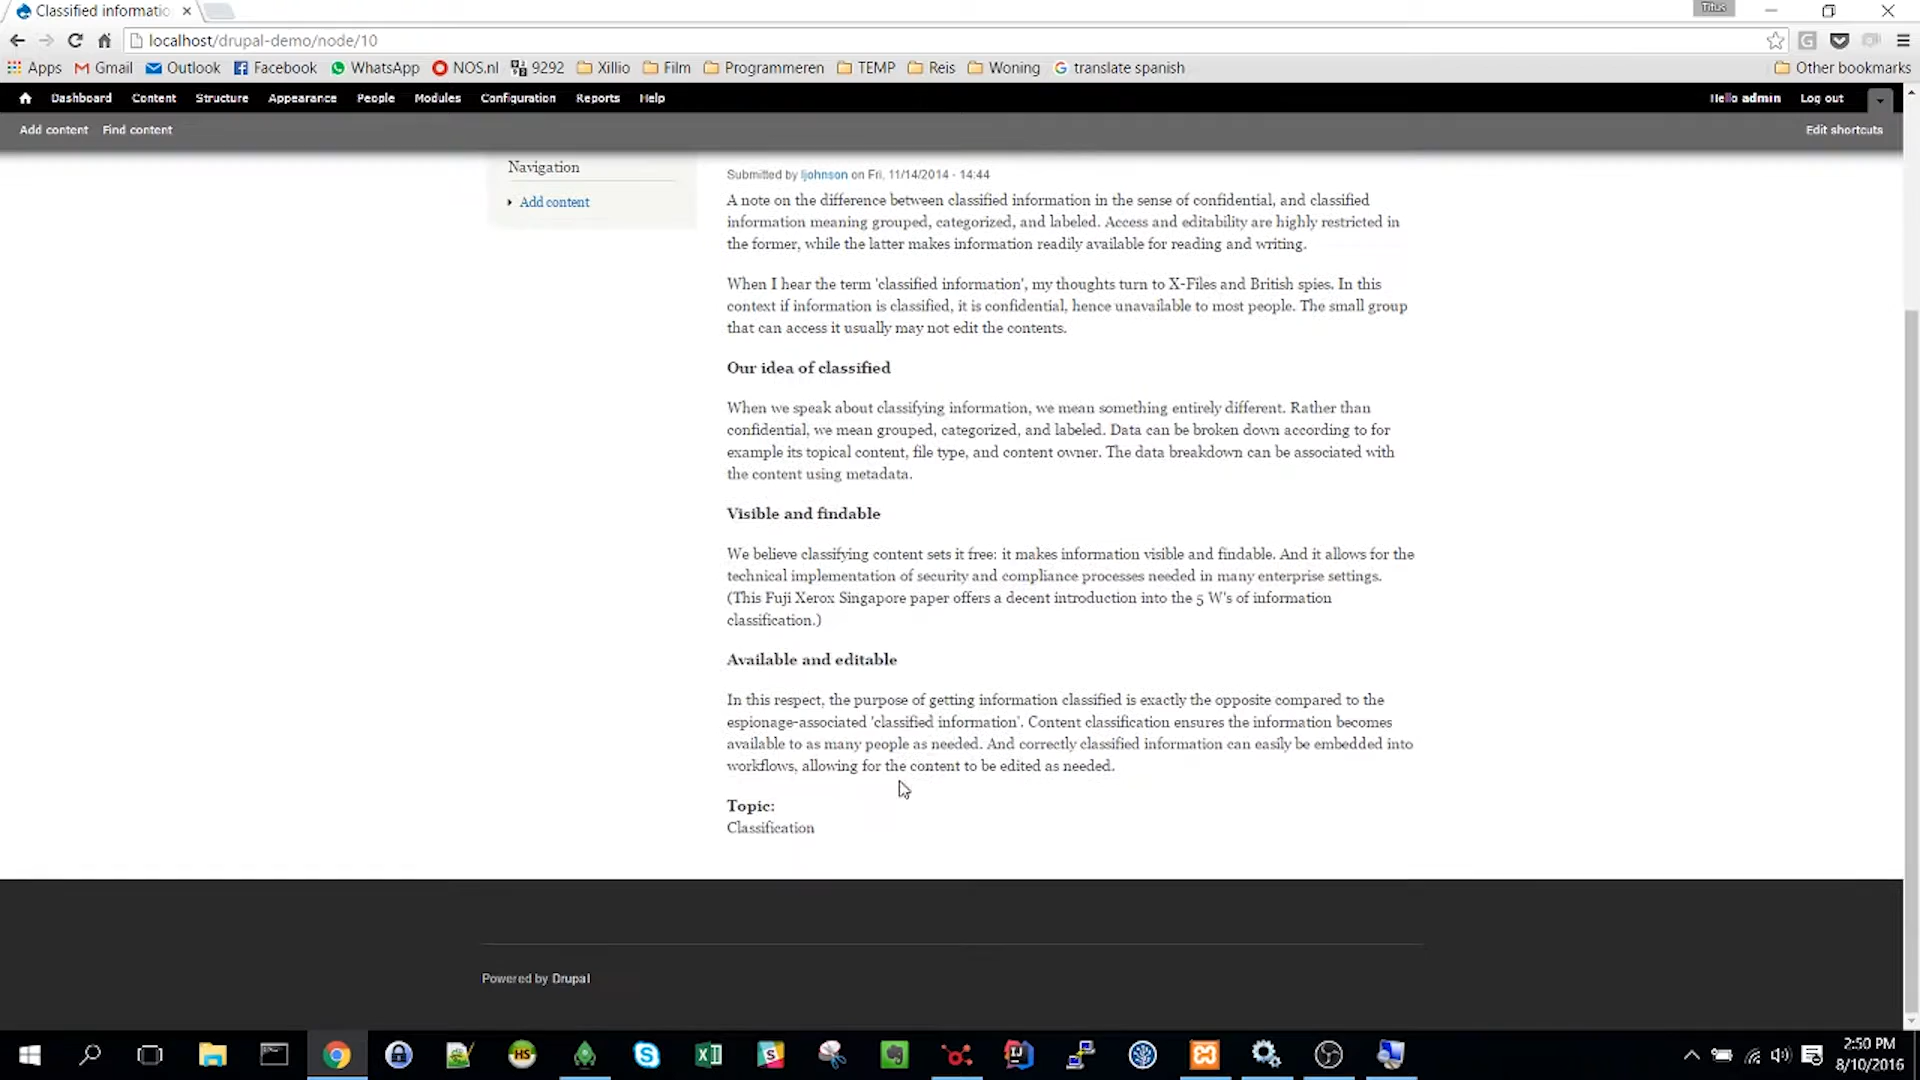 Classified informatio
Titus
localhost/drupal-demo/node/10
Apps Gmail Outlook Facebook WhatsApp NOS.nl 9292 Xillio Film Programmeren TEMP Reis Woning translate spanish Other bookmarks
Dashboard Content Structure Appearance People Modules Configuration Reports Help Hello admin Log out
Add content Find content Edit shortcuts
Navigation
Add content
Submitted by ljohnson on Fri, 11/14/2014 - 14:44
A note on the difference between classified information in the sense of confidential, and classified
information meaning grouped, categorized, and labeled. Access and editability are highly restricted in
the former, while the latter makes information readily available for reading and writing.
When I hear the term 'classified information', my thoughts turn to X-Files and British spies. In this
context if information is classified, it is confidential, hence unavailable to most people. The small group
that can access it usually may not edit the contents.
Our idea of classified
When we speak about classifying information, we mean something entirely different. Rather than
confidential, we mean grouped, categorized, and labeled. Data can be broken down according to for
example its topical content, file type, and content owner. The data breakdown can be associated with
the content using metadata.
Visible and findable
We believe classifying content sets it free: it makes information visible and findable. And it allows for the
technical implementation of security and compliance processes needed in many enterprise settings.
(This Fuji Xerox Singapore paper offers a decent introduction into the 5 W's of information
classification.)
Available and editable
In this respect, the purpose of getting information classified is exactly the opposite compared to the
espionage-associated 'classified information'. Content classification ensures the information becomes
available to as many people as needed. And correctly classified information can easily be embedded into
workflows, allowing for the content to be edited as needed.
Topic:
Classification
Powered by Drupal
HS
2:50 PM
8/10/2016